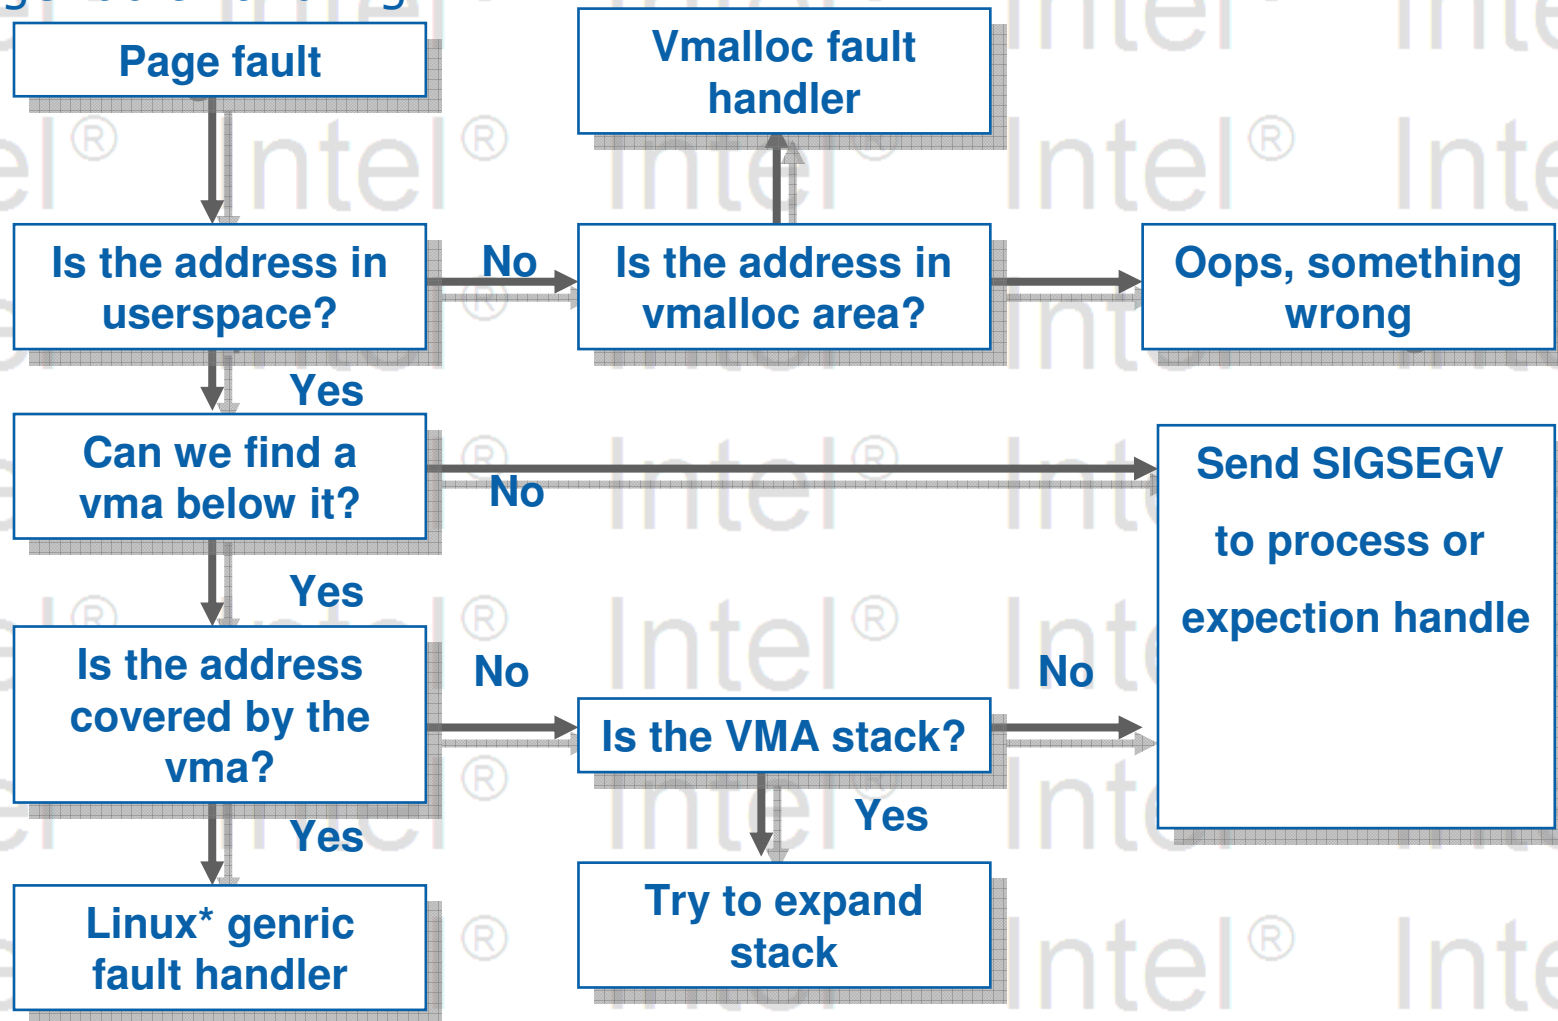 Page fault
Vmalloc fault
handler
Is the address in
userspace?
No
Is the address in
vmalloc area?
Oops, something
wrong
Yes
Can we find a
vma below it?
No
Send SIGSEGV
to process or
expection handle
Yes
Is the address
covered by the
vma?
No
Is the VMA stack?
No
Yes
Linux* genric
fault handler
Yes
Try to expand
stack
Intel®